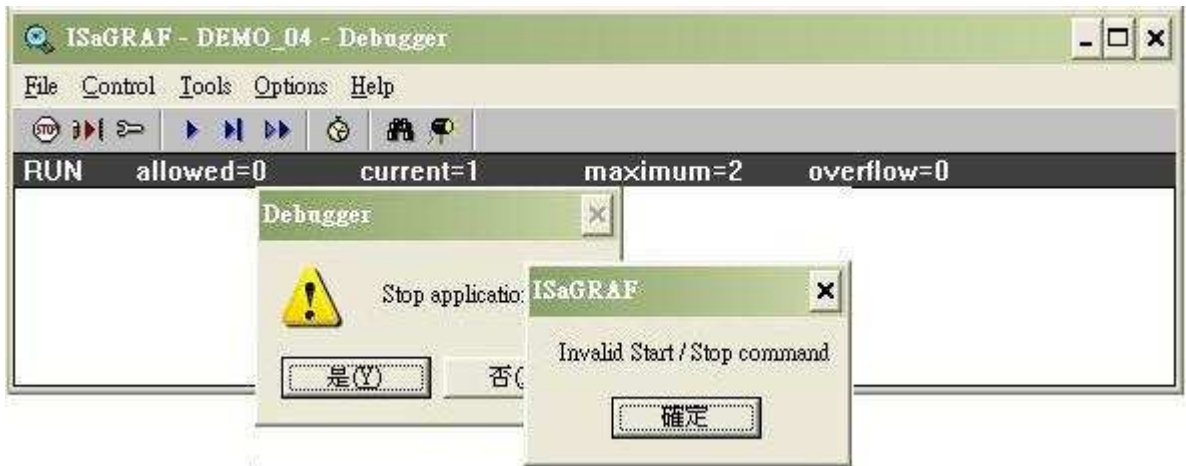 ISaGRAF - DEMO_04 - Debugger
File Control Tools Options Help
STOP
RUN allowed=0 current=1 maximum=2 overflow=0
Debugger
Stop
ISaGRAF
Invalid Start / Stop command
是(Y)
否(
確定